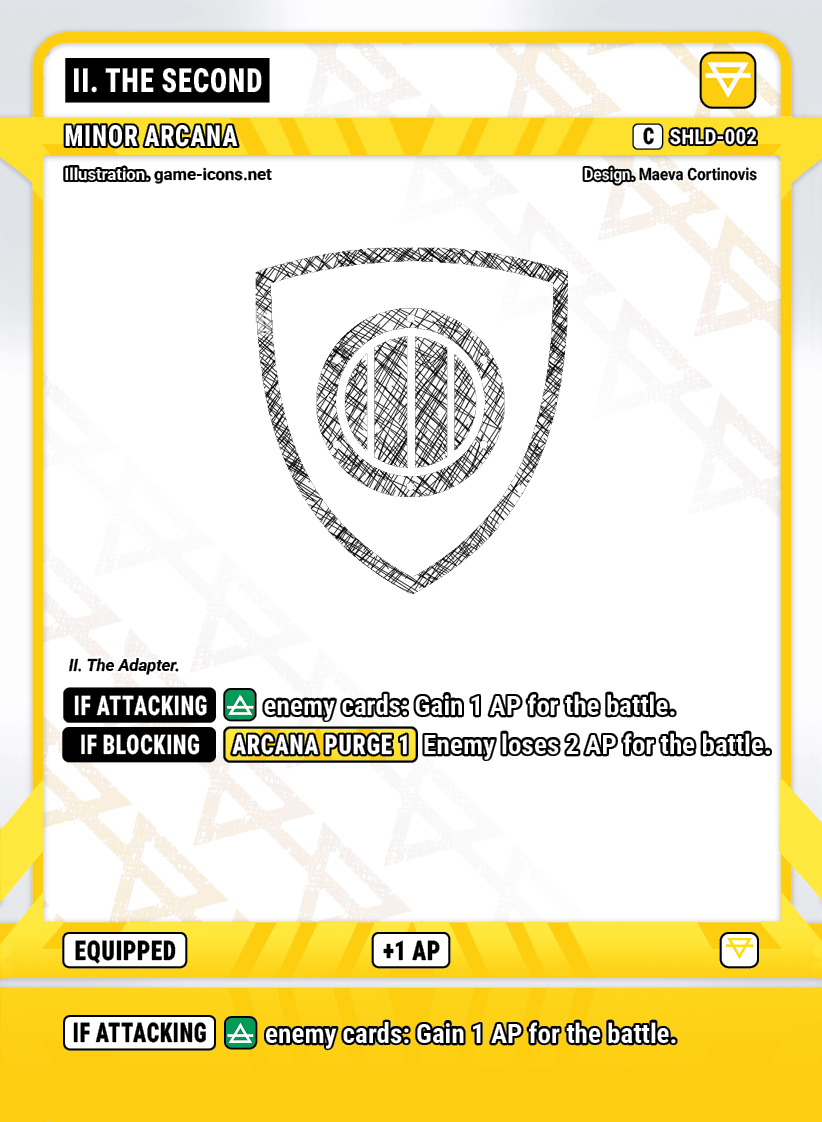 II. THE SECOND
MINOR ARCANA
C SHLD-002
Illustration. game-icons.net
Design. Maeva Cortinovis
II. The Adapter.
IF ATTACKING enemy cards: Gain 1 AP for the battle.
IF BLOCKING ARCANA PURGE 1 Enemy loses 2 AP for the battle.
EQUIPPED
+1 AP
IF ATTACKING enemy cards: Gain 1 AP for the battle.